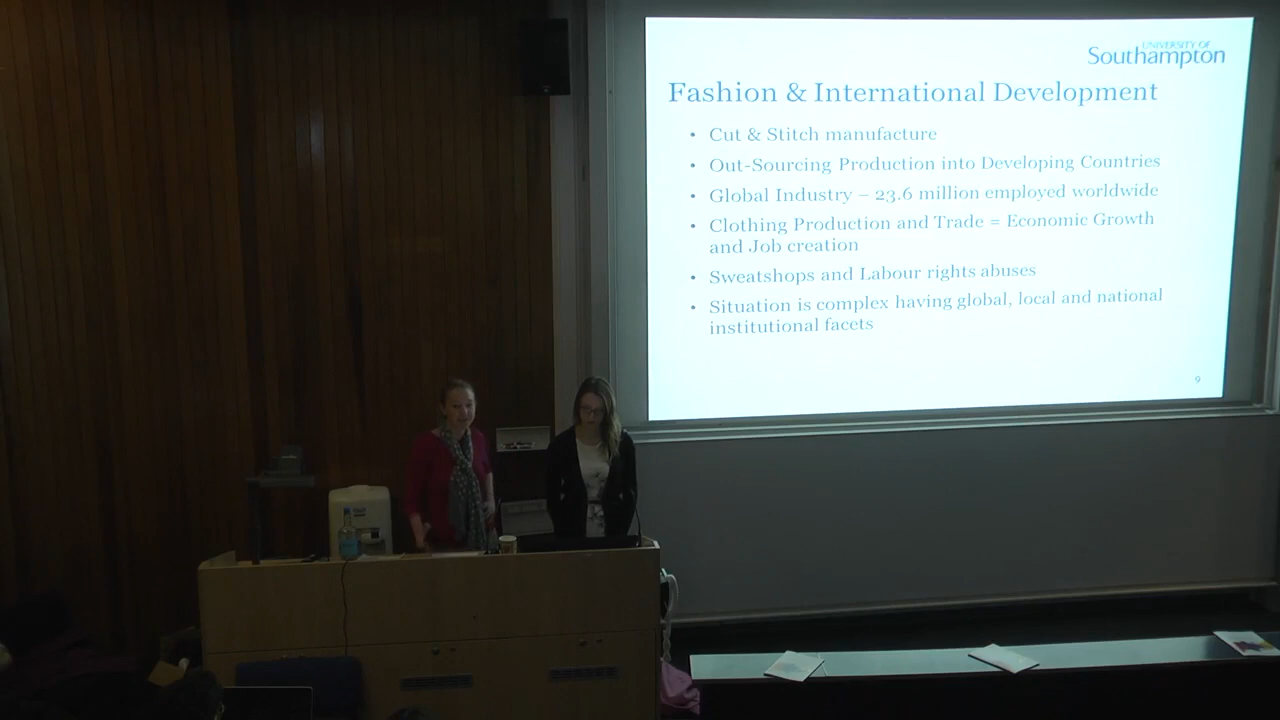 UNIVERSITY OF
Southampton
Fashion & International Development
• Cut & Stitch manufacture
• Out-Sourcing Production into Developing Countries
• Global Industry – 23.6 million employed worldwide
• Clothing Production and Trade = Economic Growth
and Job creation
• Sweatshops and Labour rights abuses
• Situation is complex having global, local and national
institutional facets
9